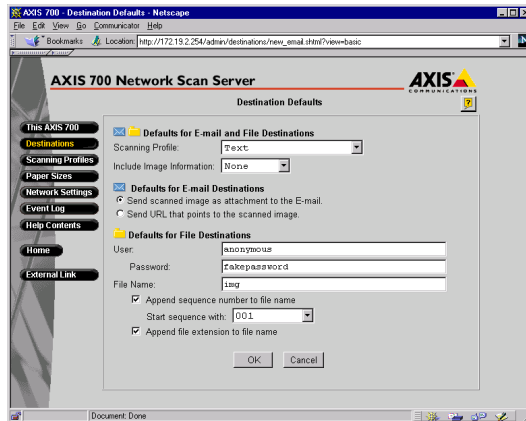 AXIS 700 - Destination Defaults - Netscape
File Edit View Go Communicator Help
Bookmarks Location: http://172.19.2.254/admin/destinations/new_email.shtml?view=basic
AXIS 700 Network Scan Server
AXIS
COMMUNICATIONS
Destination Defaults
?
This AXIS 700
Destinations
Scanning Profiles
Paper Sizes
Network Settings
Event Log
Help Contents
Home
External Link
Defaults for E-mail and File Destinations
Scanning Profile: Text
Include Image Information: None
Defaults for E-mail Destinations
Send scanned image as attachment to the E-mail.
Send URL that points to the scanned image.
Defaults for File Destinations
User: anonymous
Password: fakepassword
File Name: img
Append sequence number to file name
Start sequence with: 001
Append file extension to file name
OK Cancel
Document: Done